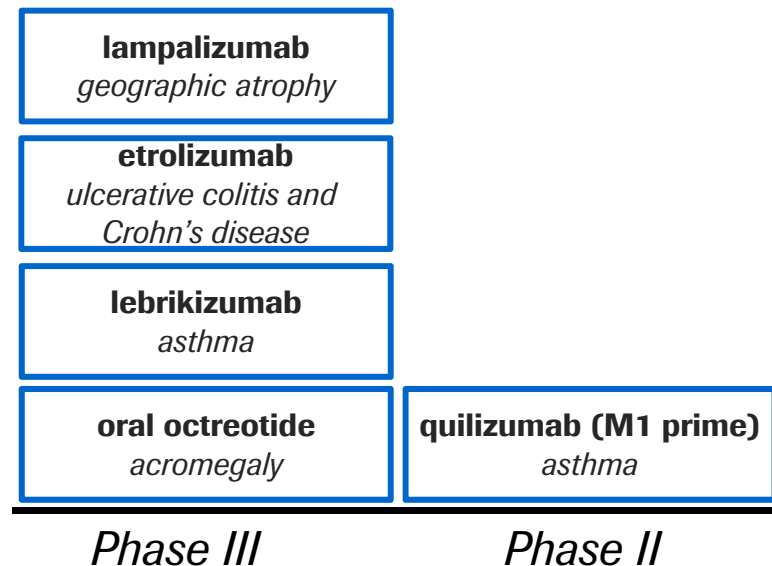 lampalizumab
geographic atrophy
etrolizumab
ulcerative colitis and
Crohn’s disease
lebrikizumab
asthma
oral octreotide
acromegaly
quilizumab (M1 prime)
asthma
Phase III
Phase II